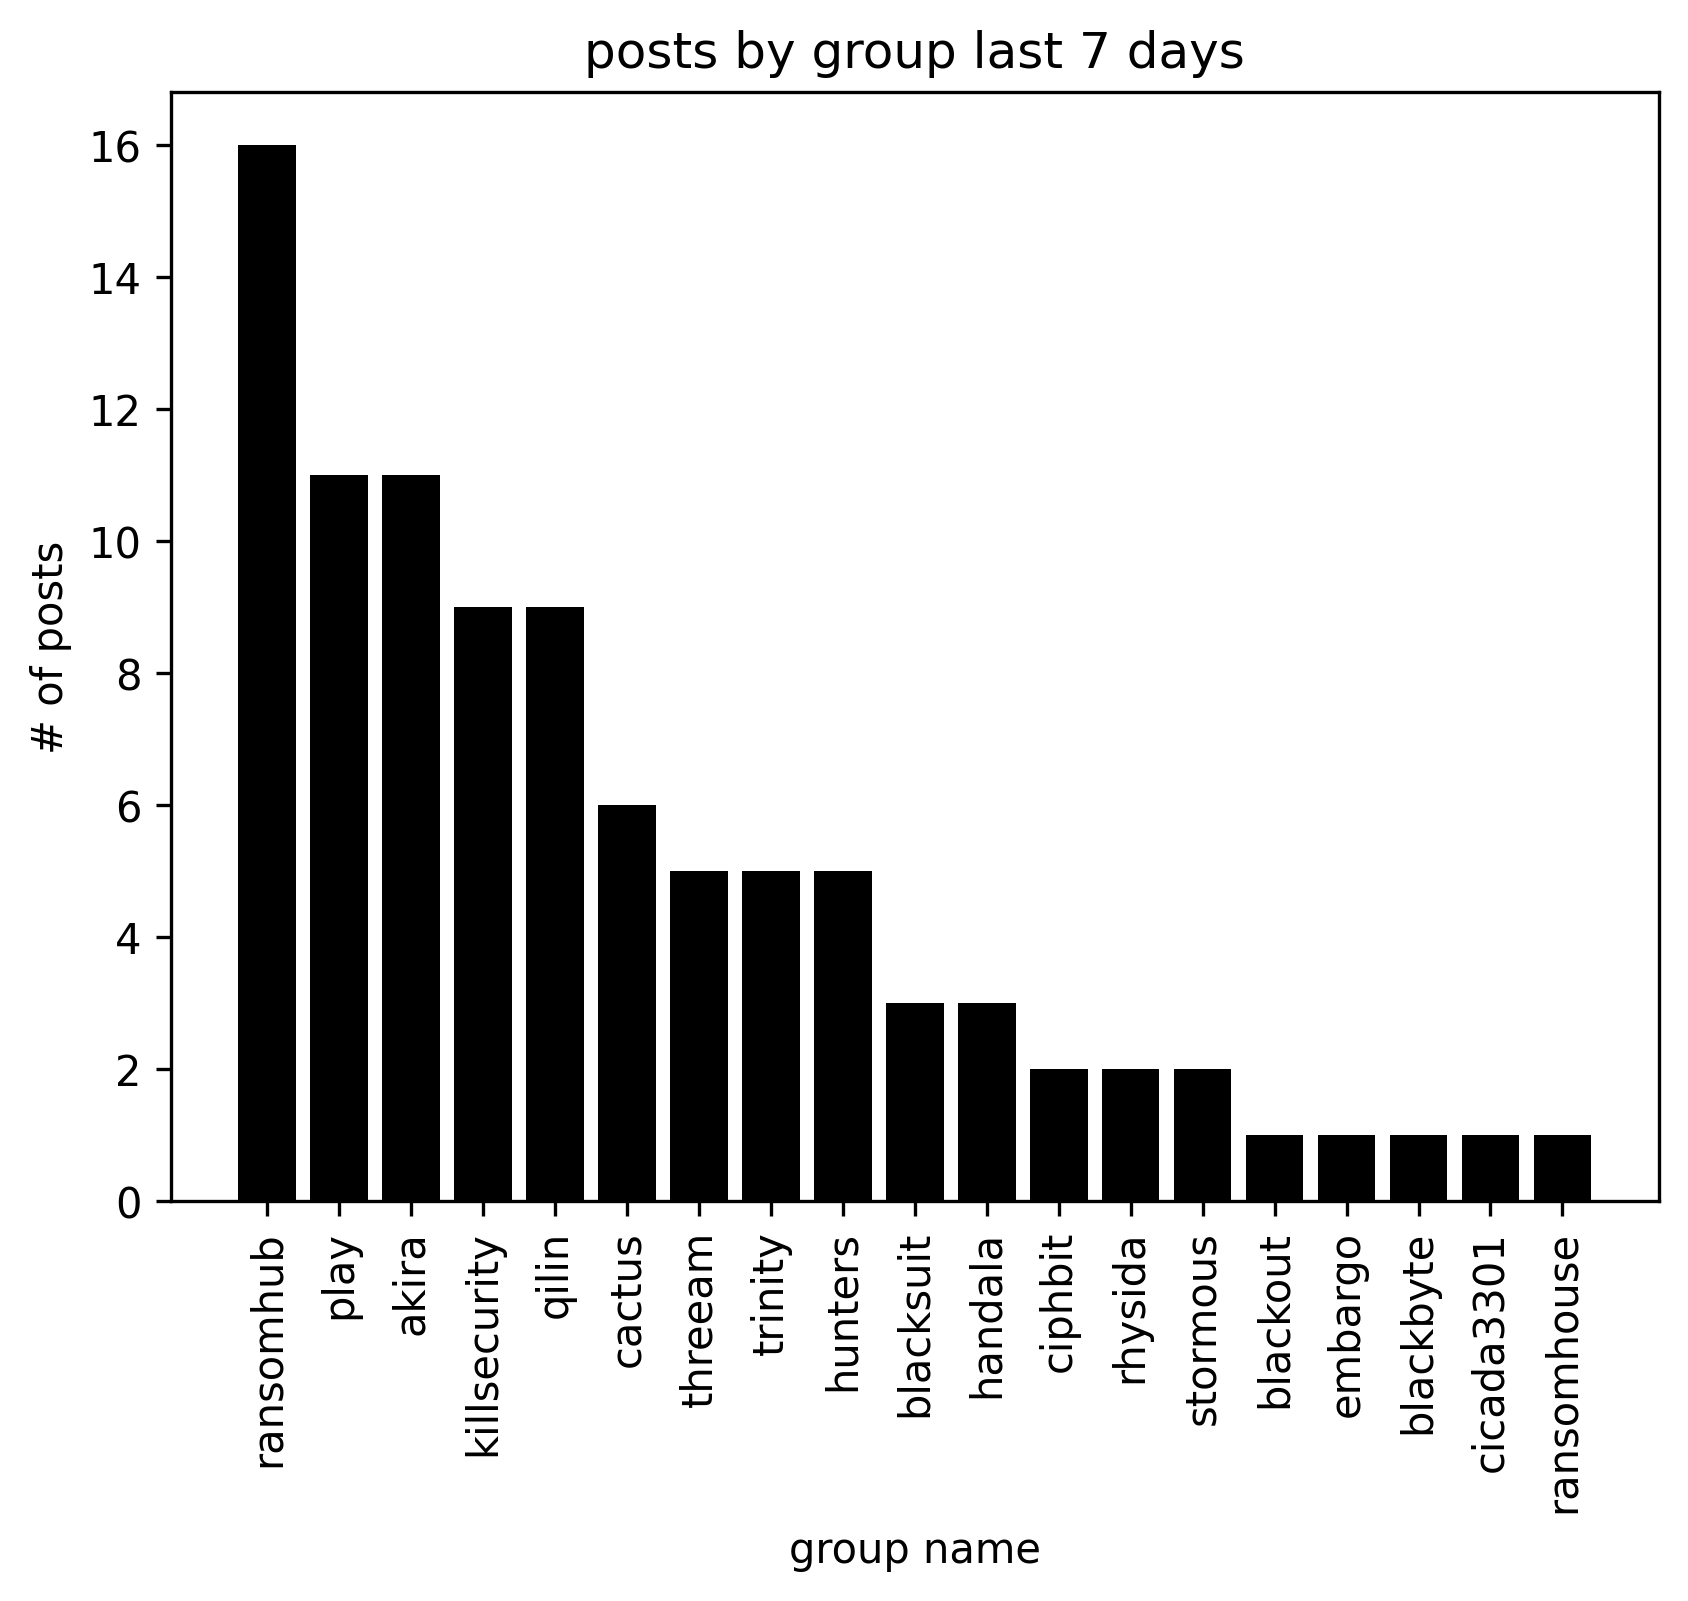 posts by group last 7 days
16
14
12
10
8
6
4
2
0
# of posts
ransomhub
play
akira
killsecurity
qilin
cactus
threeam
trinity
hunters
blacksuit
handala
ciphbit
rhysida
stormous
blackout
embargo
blackbyte
cicada3301
ransomhouse
group name